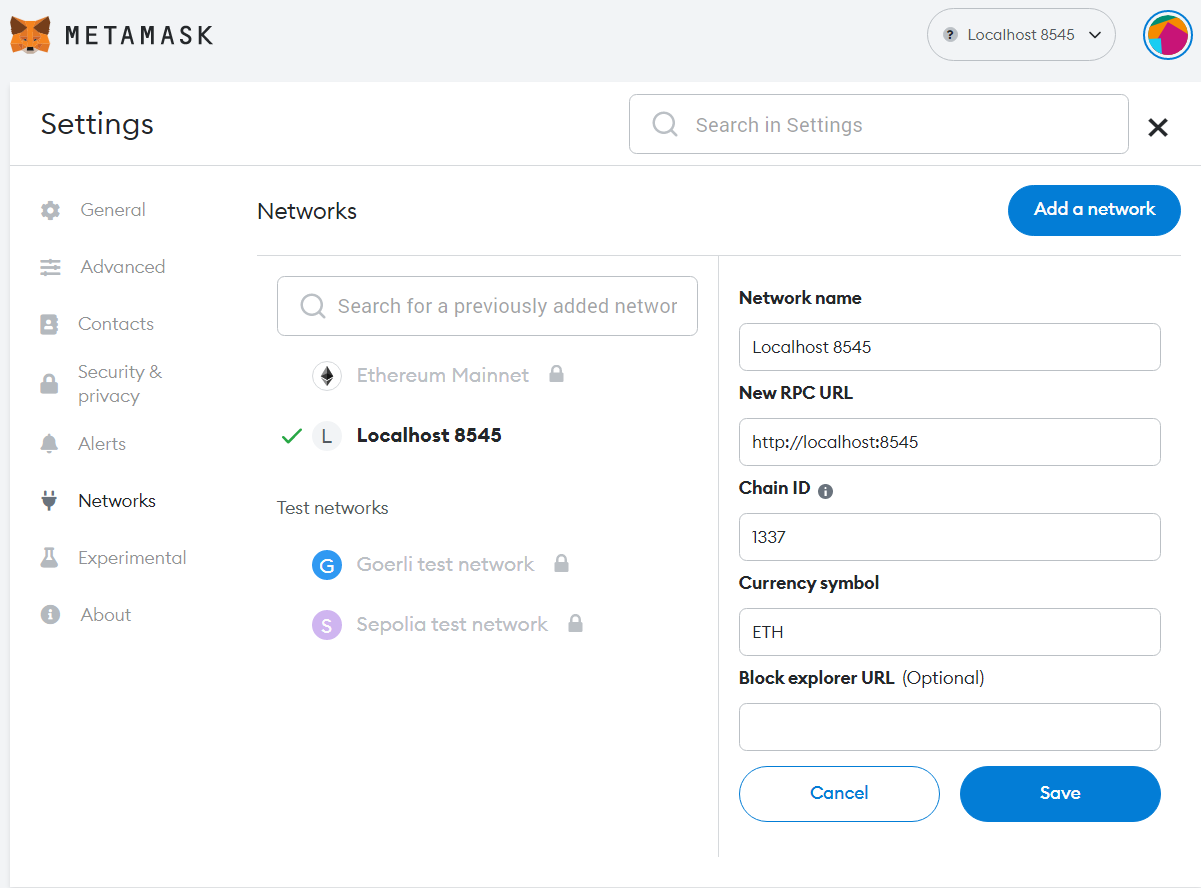 METAMASK
? Localhost 8545
Settings
Search in Settings
General
Advanced
Contacts
Security &
privacy
Alerts
Networks
Experimental
About
Networks
Add a network
Search for a previously added networ
Ethereum Mainnet
L Localhost 8545
Test networks
G Goerli test network
S Sepolia test network
Network name
Localhost 8545
New RPC URL
http://localhost:8545
Chain ID
1337
Currency symbol
ETH
Block explorer URL (Optional)
Cancel
Save